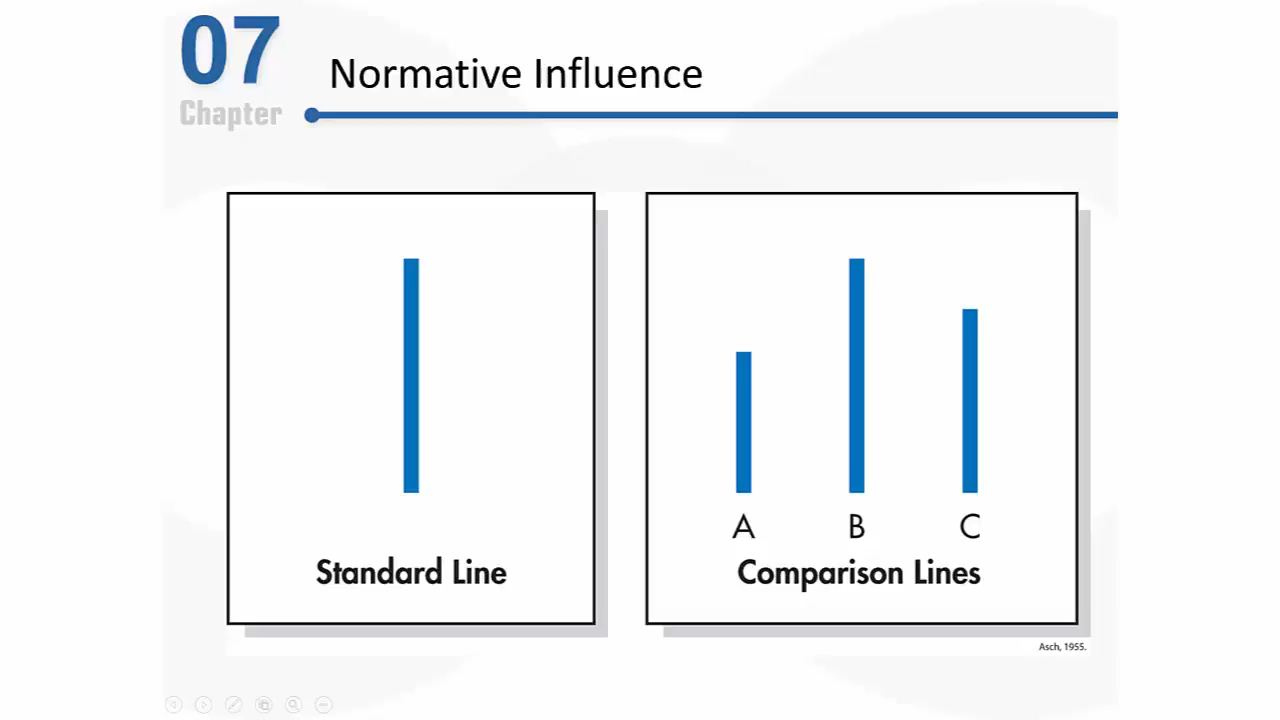 07
Chapter
Normative Influence
Standard Line
A B C
Comparison Lines
Asch, 1955.